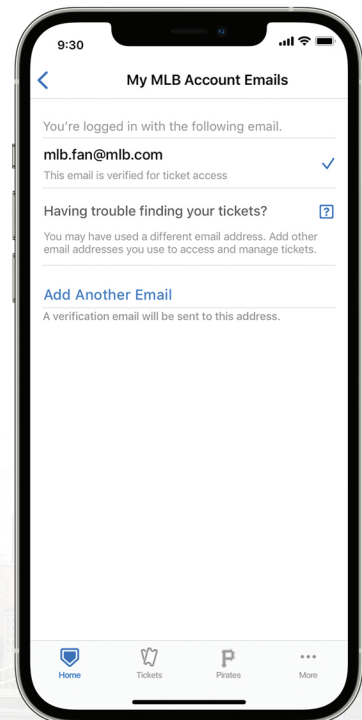 9:30
My MLB Account Emails
You're logged in with the following email.
mlb.fan@mlb.com
This email is verified for ticket access
Having trouble finding your tickets?
?
You may have used a different email address. Add other
email addresses you use to access and manage tickets.
Add Another Email
A verification email will be sent to this address.
P
Home Tickets Pirates More